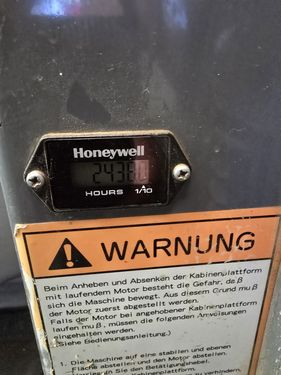 Honeywell
HOURS 1/10
WARNUNG
Beim Anheben und Absenken der Kabinenplattform
mit laufendem Motor besteht die Gefahr, daß
sich die Maschine bewegt. Aus diesem Grund muß
der Motor zuerst abgestellt werden.
Falls der Motor bei angehobener Kabinenplattform
laufen muß, müssen die folgenden Anweisungen
eingehalten werden.
(Siehe Bedienungsanleitung.)
1. Die Maschine auf eine stabilen und ebenen
Fläche abstellen und den Motor abstellen.